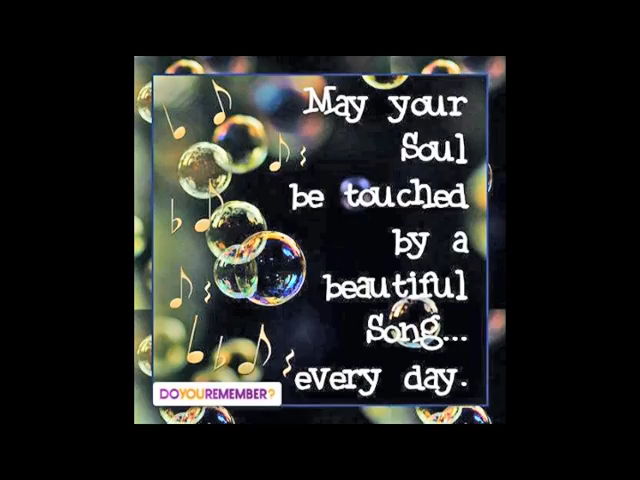 May your
Soul
be touched
by a
beautiful
Song...
every day.
DOYOUREMEMBER?